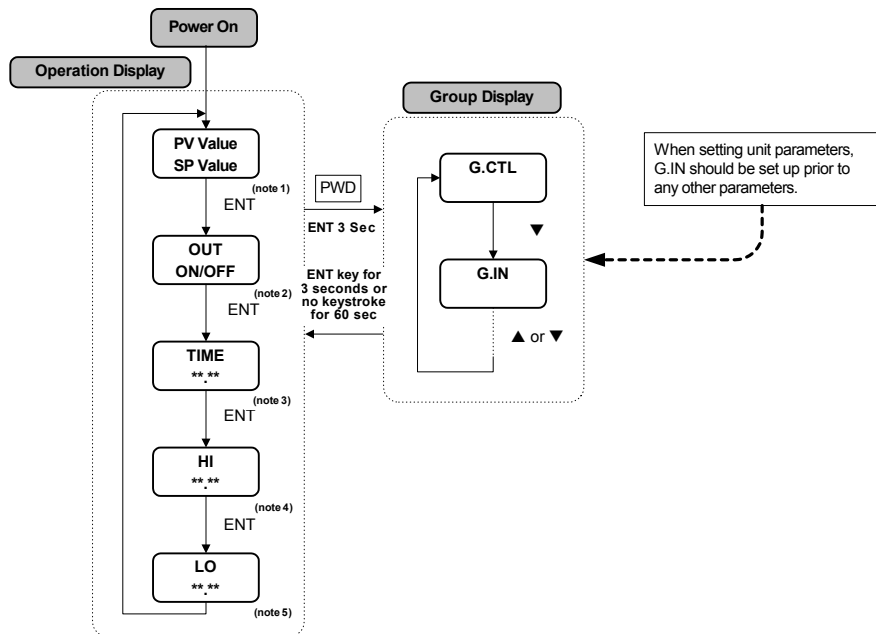 Power On
Operation Display
PV Value
SP Value
(note 1)
ENT
OUT
ON/OFF
(note 2)
ENT
TIME
**.**
(note 3)
ENT
HI
**.**
(note 4)
ENT
LO
**.**
(note 5)
PWD
ENT 3 Sec
ENT key for
3 seconds or
no keystroke
for 60 sec
Group Display
G.CTL
▼
G.IN
▲ or ▼
When setting unit parameters,
G.IN should be set up prior to
any other parameters.